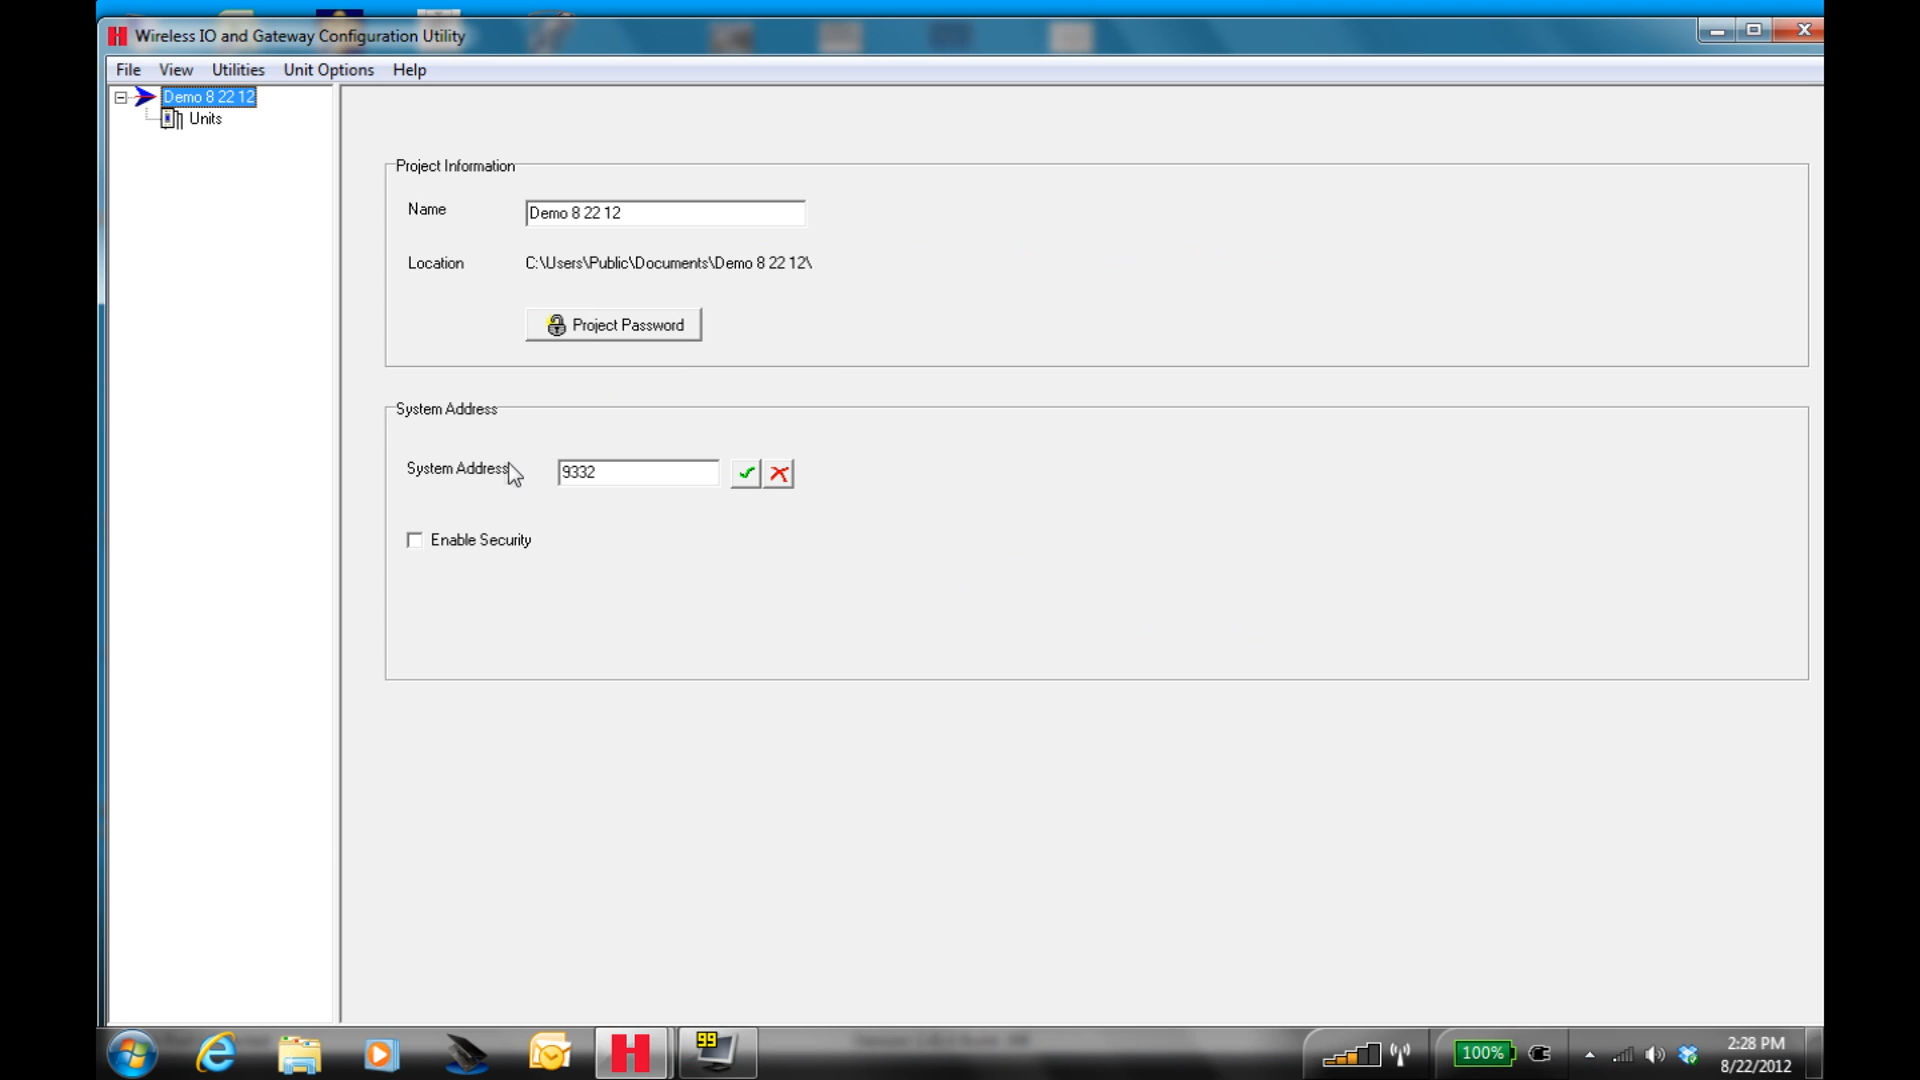 Wireless IO and Gateway Configuration Utility
File View Utilities Unit Options Help
Demo 8 22 12
Units
Project Information
Name Demo 8 22 12
Location C:\Users\Public\Documents\Demo 8 22 12\
Project Password
System Address
System Address 9332
Enable Security
99
100%
2:28 PM
8/22/2012